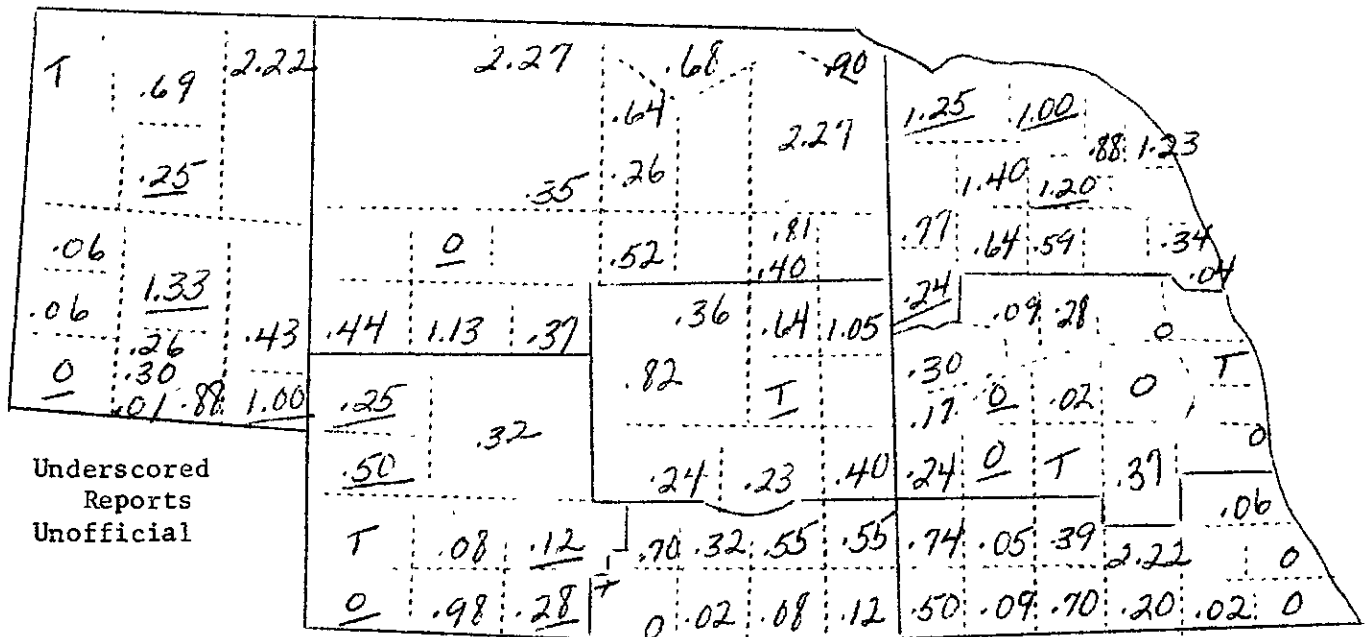 T .69 2.22 2.27 .68 .90
.64 2.27 1.25 1.00
.25 .35 .26 1.40 1.20 .88 1.23
.06 0 .52 .81 .77 .64 .59 .34
.06 1.33 .40 .24 .04
.26 .43 .44 1.13 .37 .36 .64 1.05 .09 .28 0
0 .30 .82 T .30 0 .02 0 T
.01 .88 1.00 .25 .32 .17 0
.50 .24 .23 .40 .24 0 T .37
Underscored
Reports
Unofficial
.06
T .08 .12 .70 .32 .55 .55 .74 .05 .39 2.22 0
0 .98 .28 T 0 .02 .08 .12 .50 .09 .70 .20 .02 0